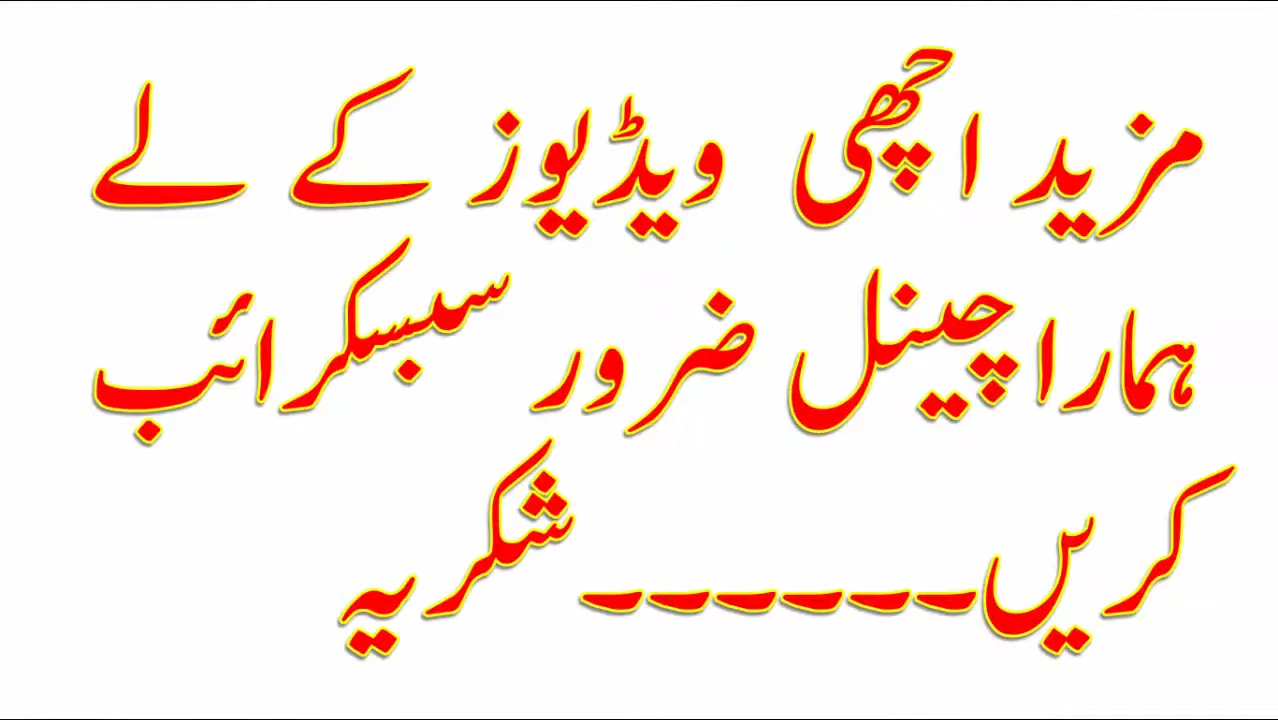 مزید اچھی ویڈیوز کے لے
ہمارا چینل ضرور سبسکرائب
کریں۔۔۔۔۔۔ شکریہ